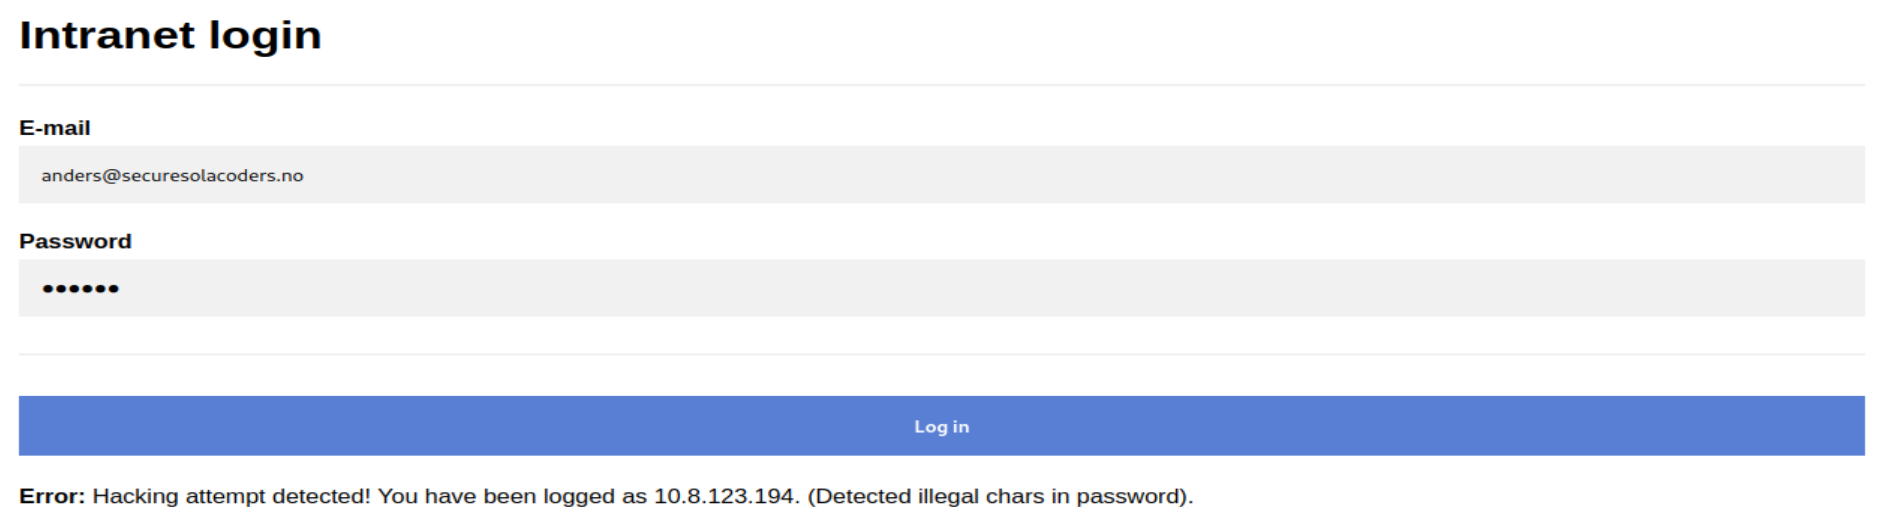 Intranet login
E-mail
anders@securesolacoders.no
Password
••••••
Log in
Error: Hacking attempt detected! You have been logged as 10.8.123.194. (Detected illegal chars in password).